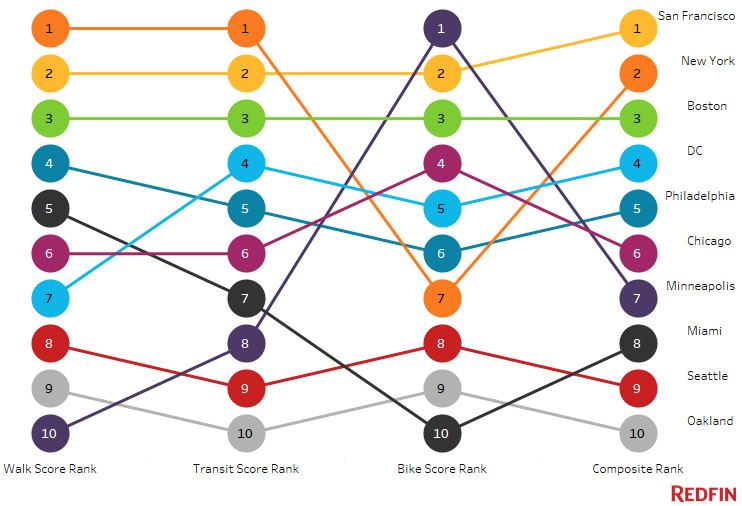 San Francisco
1 1 1 1
New York
2 2 2 2
Boston
3 3 3 3
DC
4 4 4 4
Philadelphia
5 5 5 5
Chicago
6 6 6 6
Minneapolis
7 7 7 7
Miami
8 8 8 8
Seattle
9 9 9 9
Oakland
10 10 10 10
Walk Score Rank Transit Score Rank Bike Score Rank Composite Rank
REDFIN